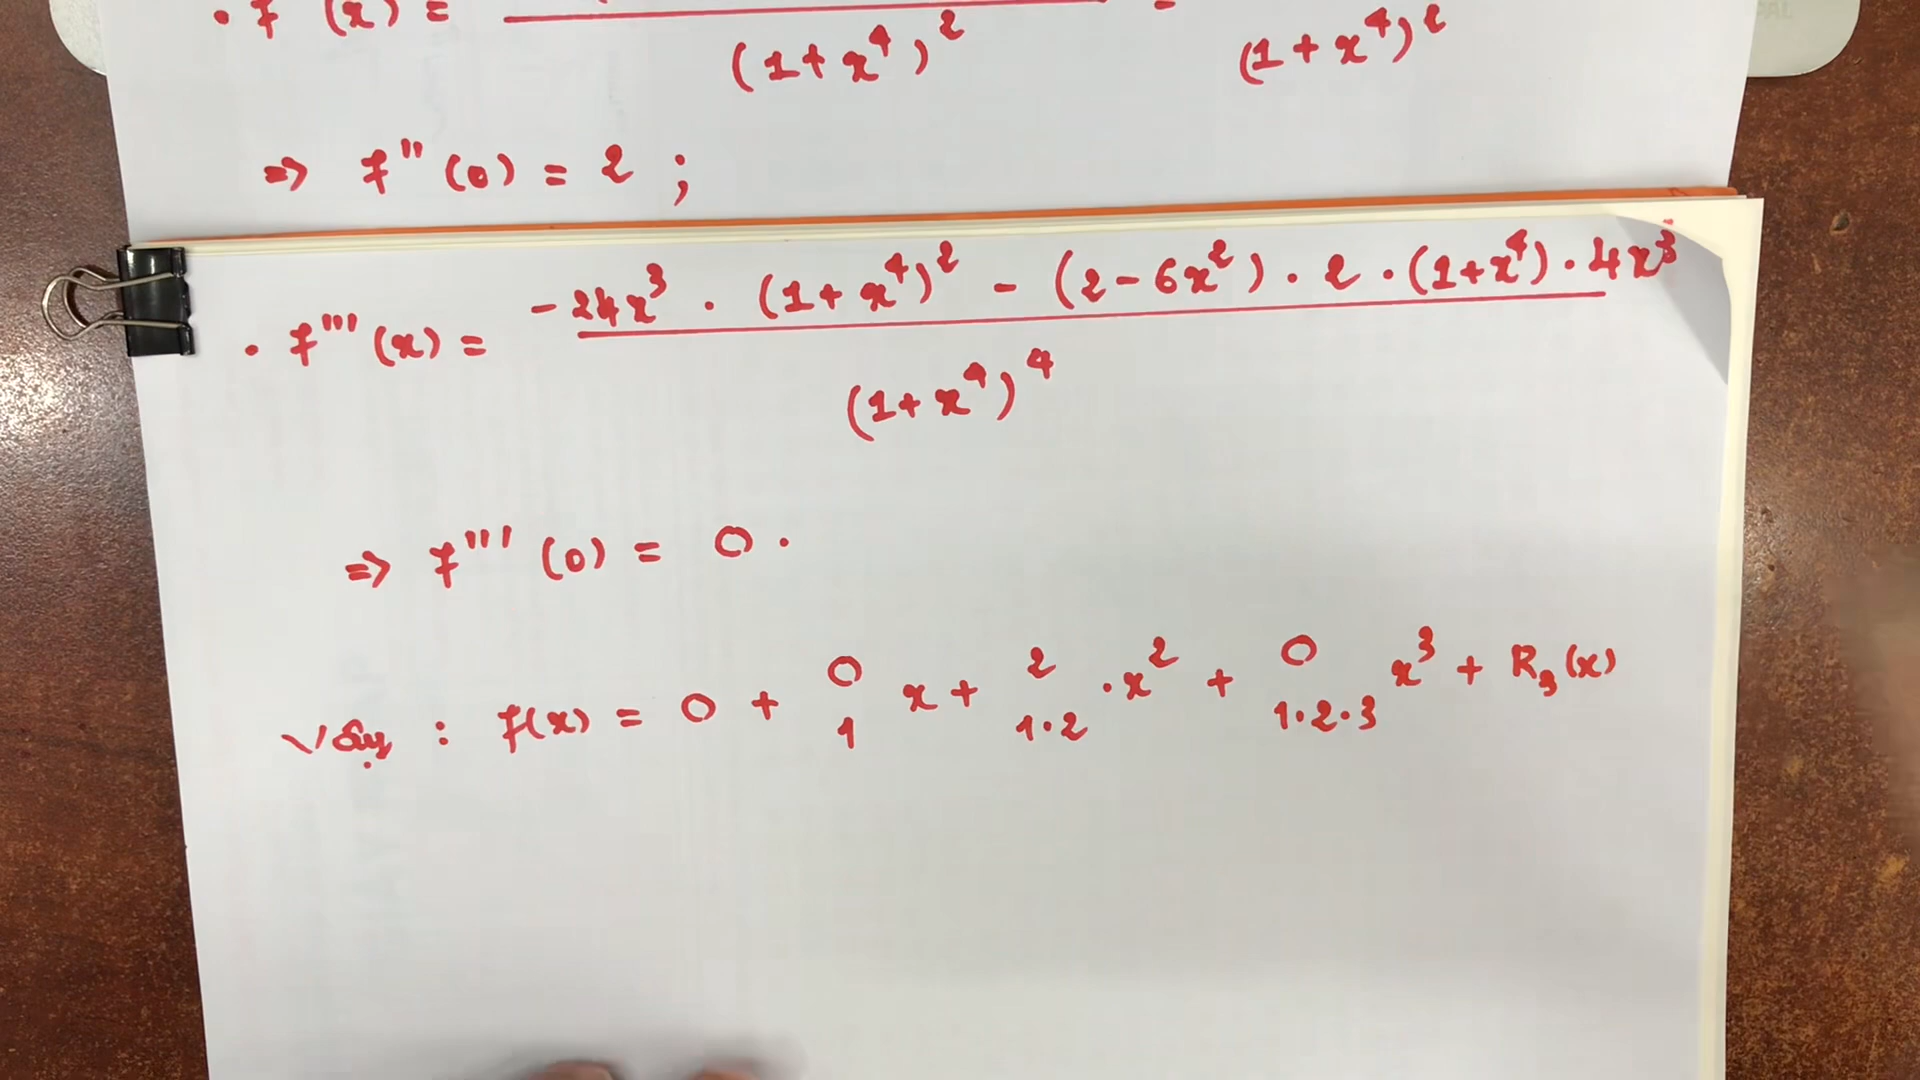 (x) =
(1+x⁴)² = (1+x⁴)²
=> f''(0) = 2 ;
• f'''(x) = -24x³ . (1+x⁴)² - (2-6x²) . 2 . (1+x⁴) . 4x³ / (1+x⁴)⁴
=> f'''(0) = 0 .
Vậy : f(x) = 0 + 0/1 x + 2/1.2 . x² + 0/1.2.3 x³ + R₃(x)